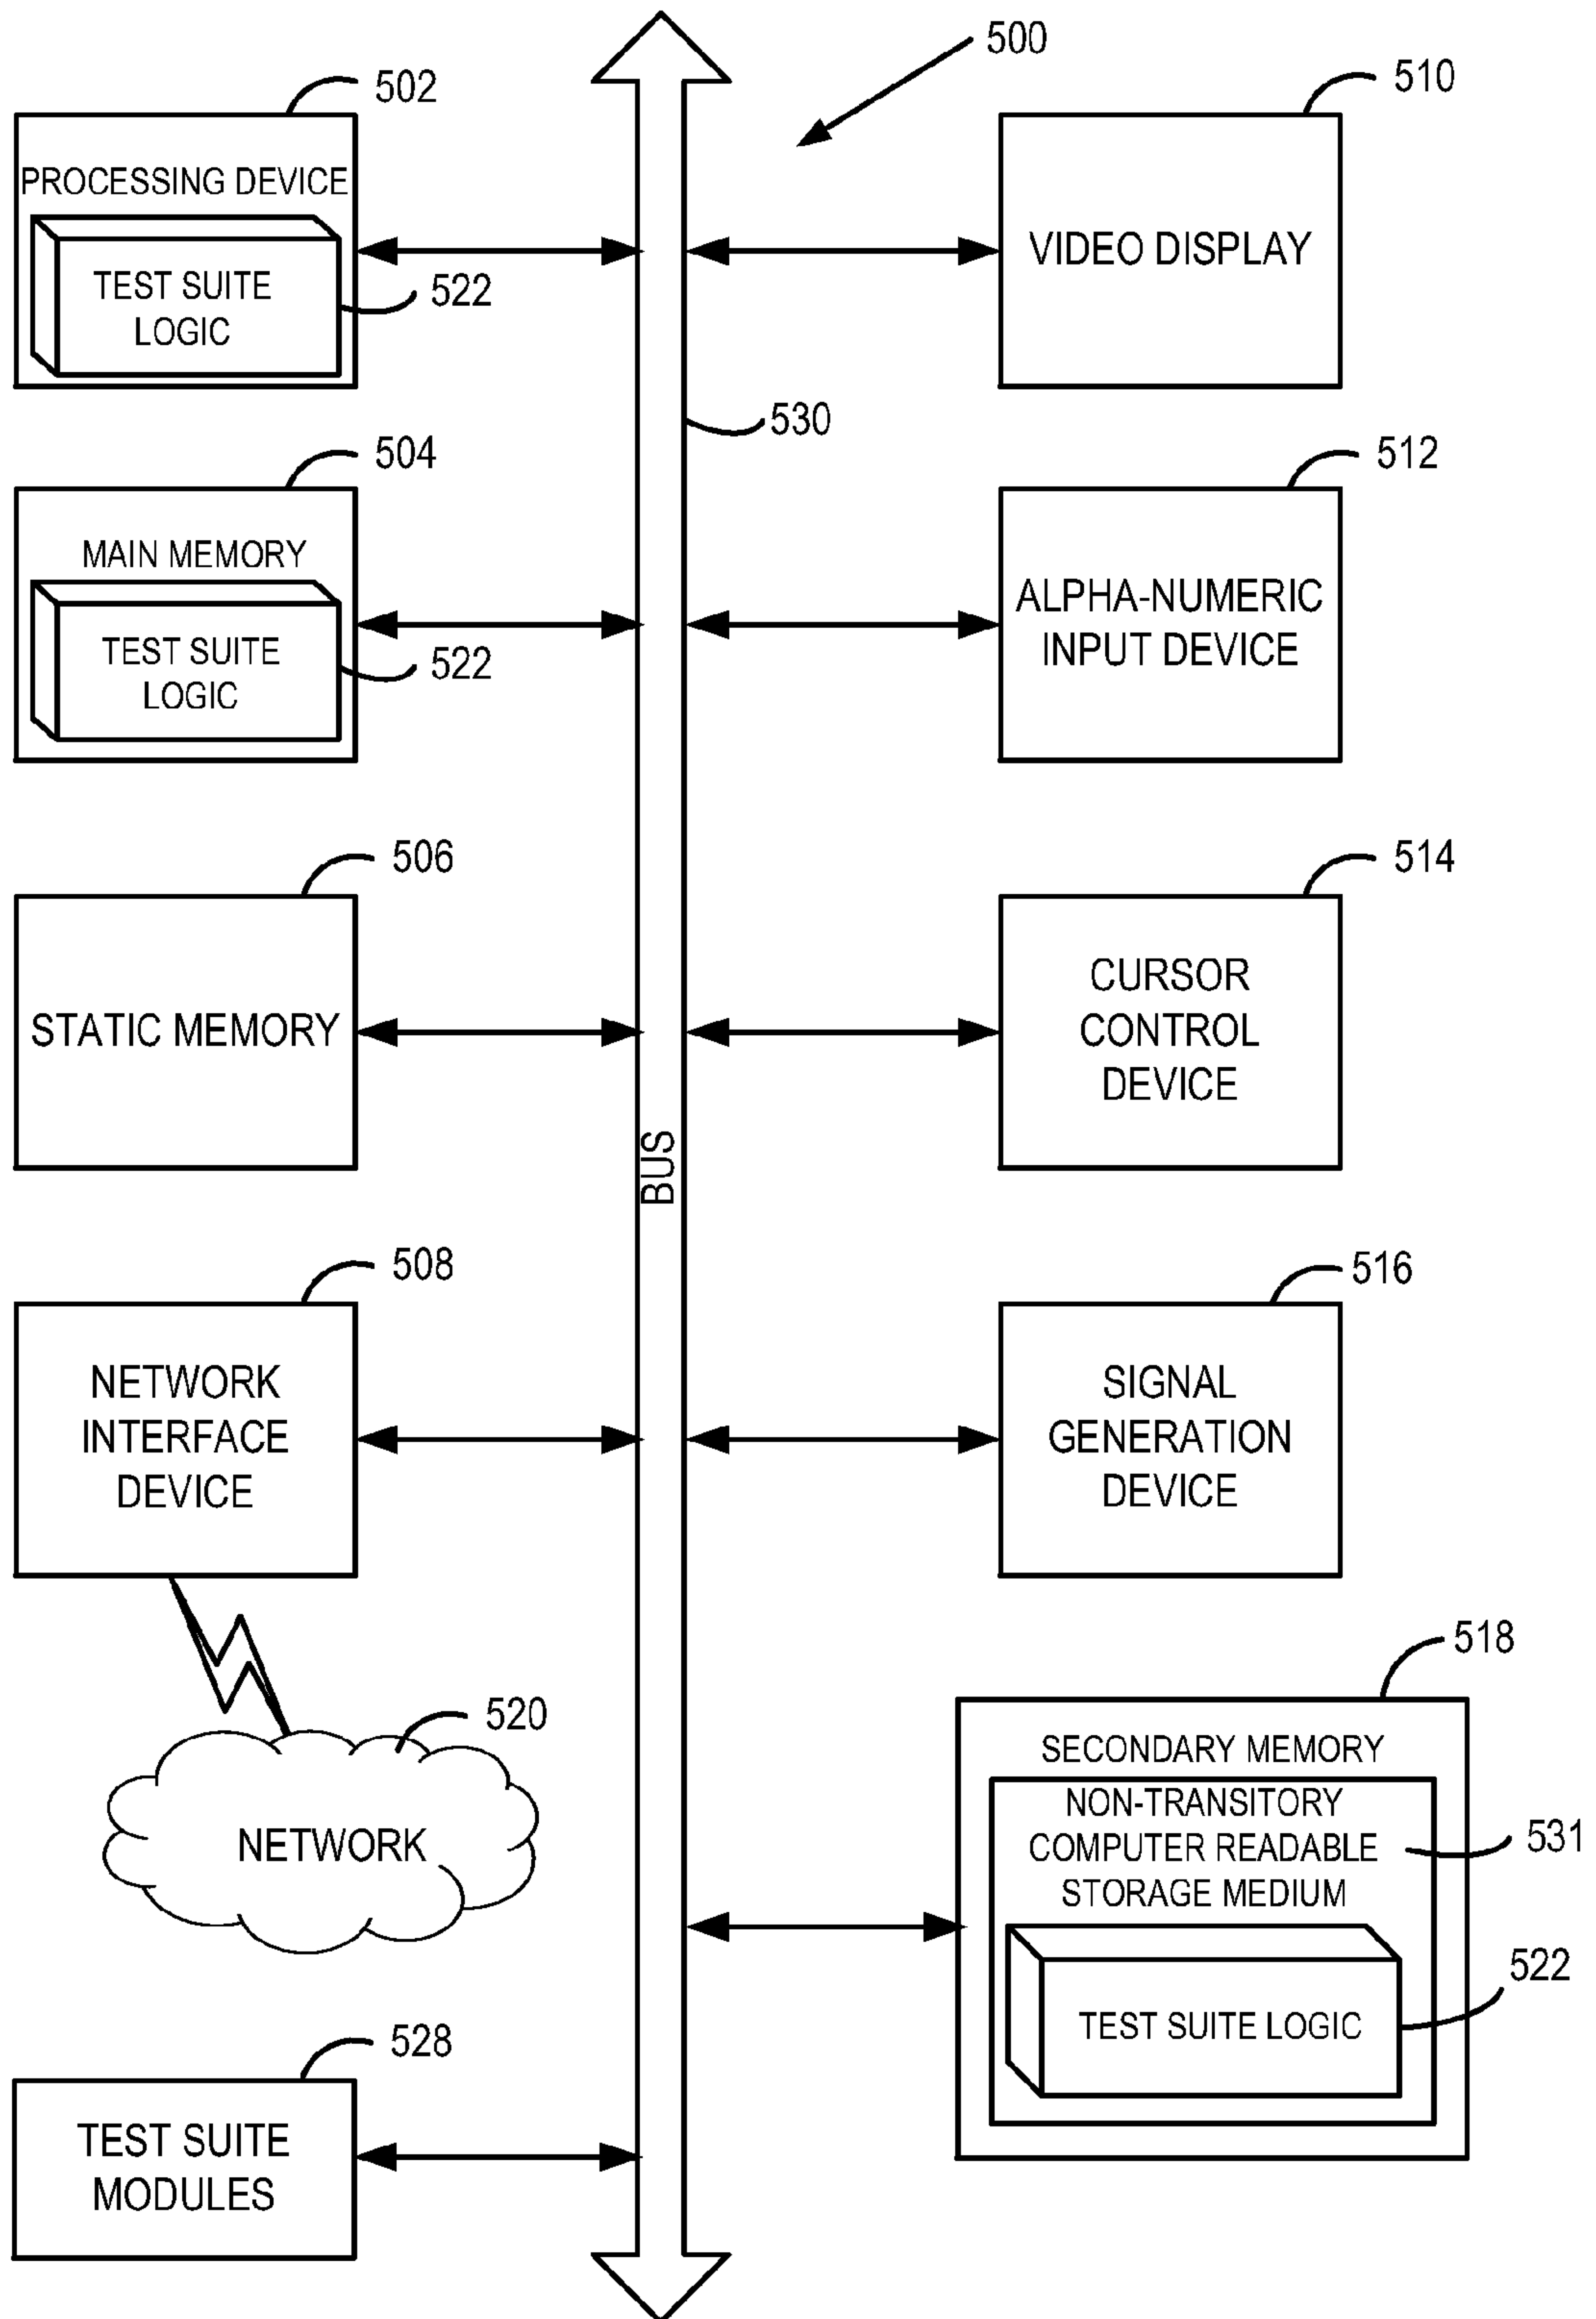 500
502
PROCESSING DEVICE
TEST SUITE
LOGIC
522
510
VIDEO DISPLAY
530
504
MAIN MEMORY
TEST SUITE
LOGIC
522
512
ALPHA-NUMERIC
INPUT DEVICE
506
STATIC MEMORY
514
CURSOR
CONTROL
DEVICE
BUS
508
NETWORK
INTERFACE
DEVICE
516
SIGNAL
GENERATION
DEVICE
520
NETWORK
518
SECONDARY MEMORY
NON-TRANSITORY
COMPUTER READABLE
STORAGE MEDIUM
531
TEST SUITE LOGIC
522
528
TEST SUITE
MODULES